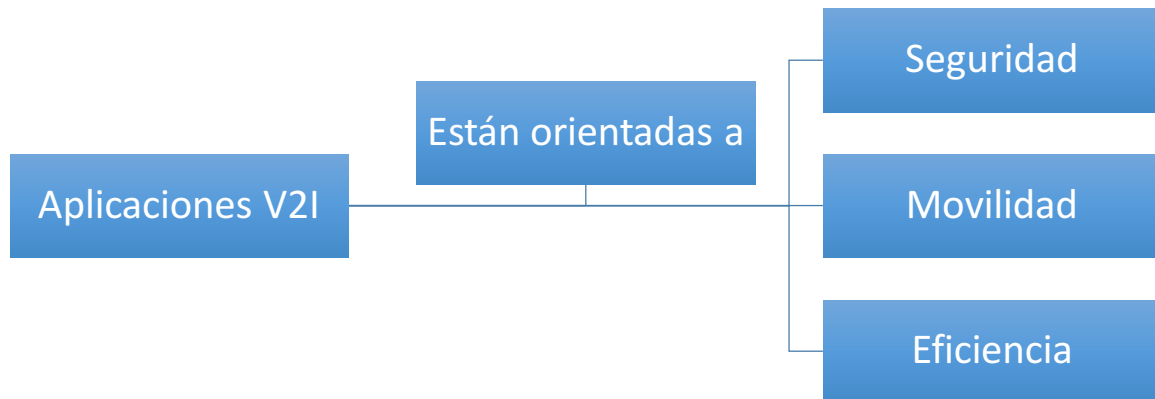 Aplicaciones V2I
Están orientadas a
Seguridad
Movilidad
Eficiencia